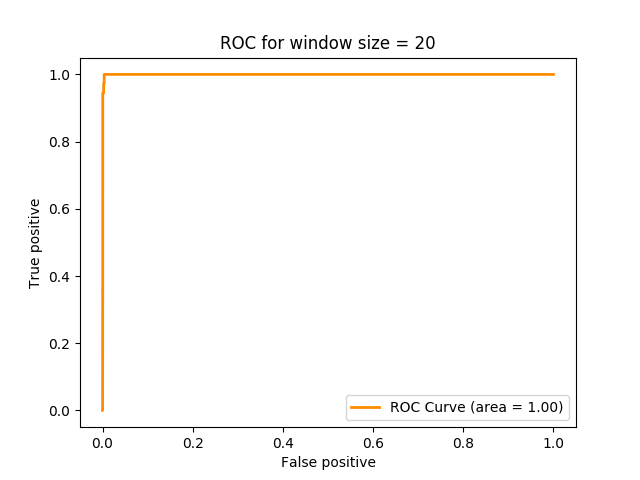 ROC for window size = 20
True positive
1.0
0.8
0.6
0.4
0.2
0.0
ROC Curve (area = 1.00)
0.0 0.2 0.4 0.6 0.8 1.0
False positive